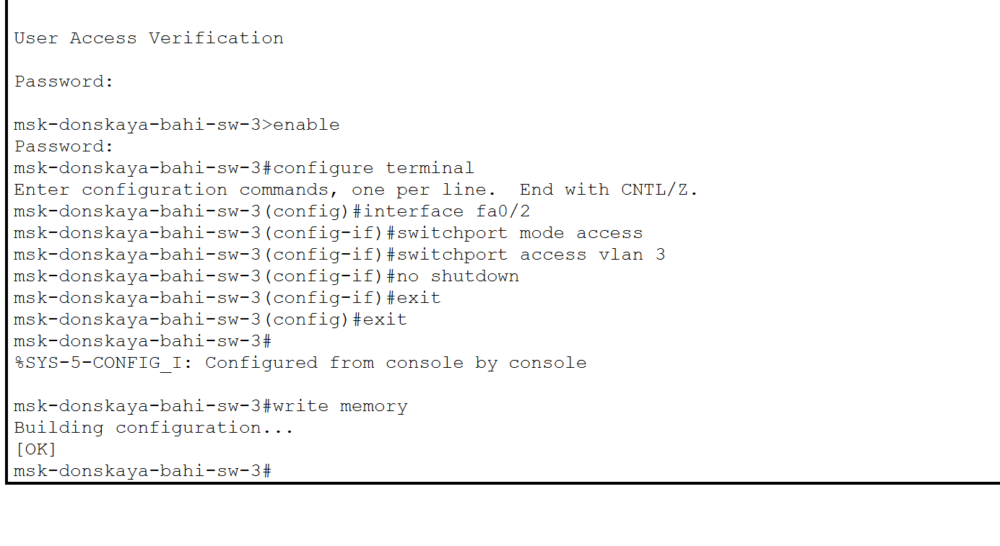 User Access Verification
Password:
msk-donskaya-bahi-sw-3>enable
Password:
msk-donskaya-bahi-sw-3#configure terminal
Enter configuration commands, one per line.  End with CNTL/Z.
msk-donskaya-bahi-sw-3(config)#interface fa0/2
msk-donskaya-bahi-sw-3(config-if)#switchport mode access
msk-donskaya-bahi-sw-3(config-if)#switchport access vlan 3
msk-donskaya-bahi-sw-3(config-if)#no shutdown
msk-donskaya-bahi-sw-3(config-if)#exit
msk-donskaya-bahi-sw-3(config)#exit
msk-donskaya-bahi-sw-3#
%SYS-5-CONFIG_I: Configured from console by console
msk-donskaya-bahi-sw-3#write memory
Building configuration...
[OK]
msk-donskaya-bahi-sw-3#